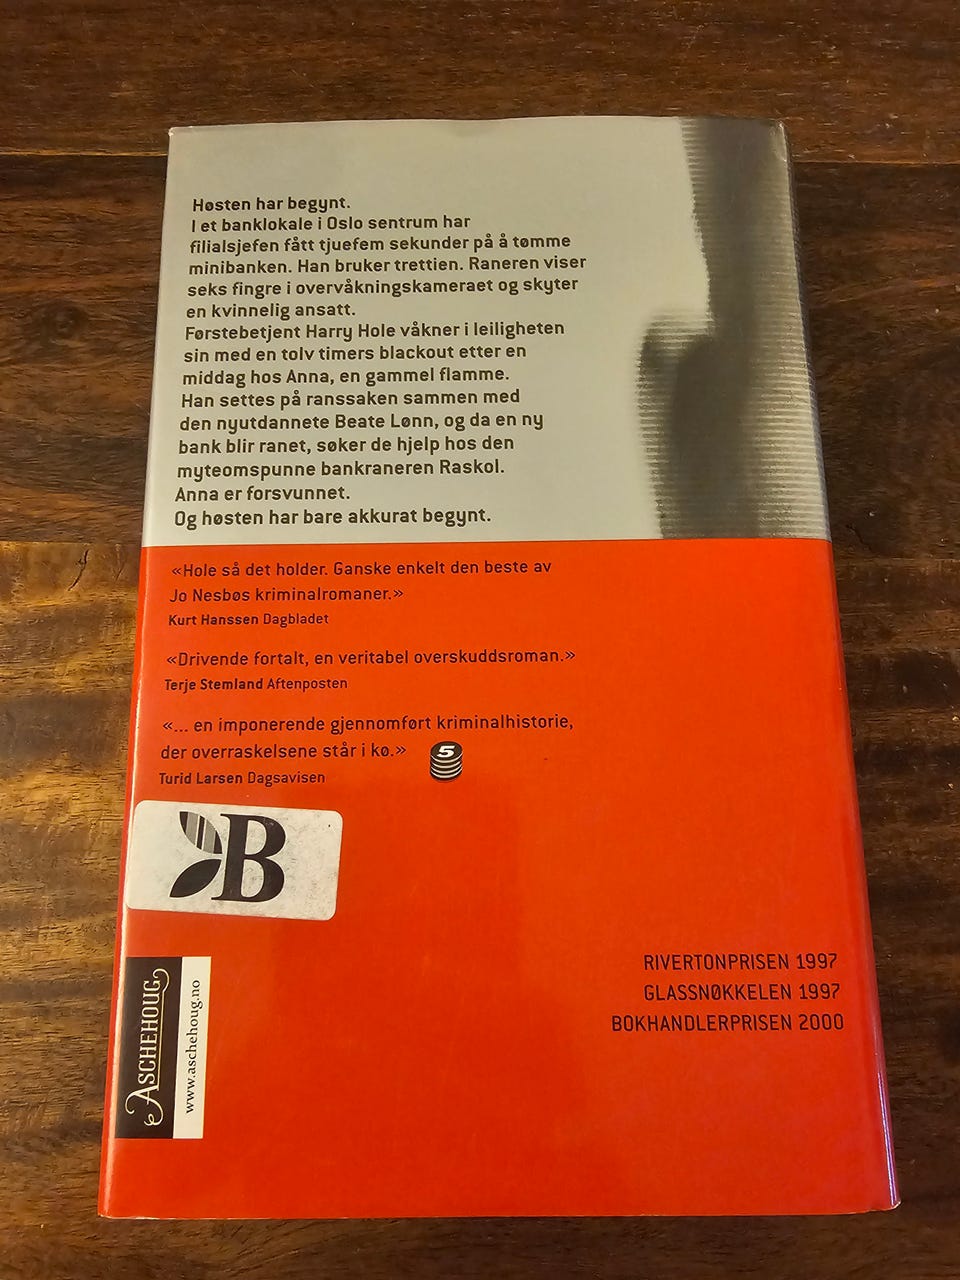 Høsten har begynt.
I et banklokale i Oslo sentrum har
filialsjefen fått tjuefem sekunder på å tømme
minibanken. Han bruker trettien. Raneren viser
seks fingre i overvåkningskameraet og skyter
en kvinnelig ansatt.
Førstebetjent Harry Hole våkner i leiligheten
sin med en tolv timers blackout etter en
middag hos Anna, en gammel flamme.
Han settes på ranssaken sammen med
den nyutdannete Beate Lønn, og da en ny
bank blir ranet, søker de hjelp hos den
myteomspunne bankraneren Raskol.
Anna er forsvunnet.
Og høsten har bare akkurat begynt.
«Hole så det holder. Ganske enkelt den beste av
Jo Nesbøs kriminalromaner.»
Kurt Hanssen Dagbladet
«Drivende fortalt, en veritabel overskuddsroman.»
Terje Stemland Aftenposten
«... en imponerende gjennomført kriminalhistorie,
der overraskelsene står i kø.» 5
Turid Larsen Dagsavisen
B
RIVERTONPRISEN 1997
GLASSNØKKELEN 1997
BOKHANDLERPRISEN 2000
ASCHEHOUG
www.aschehoug.no